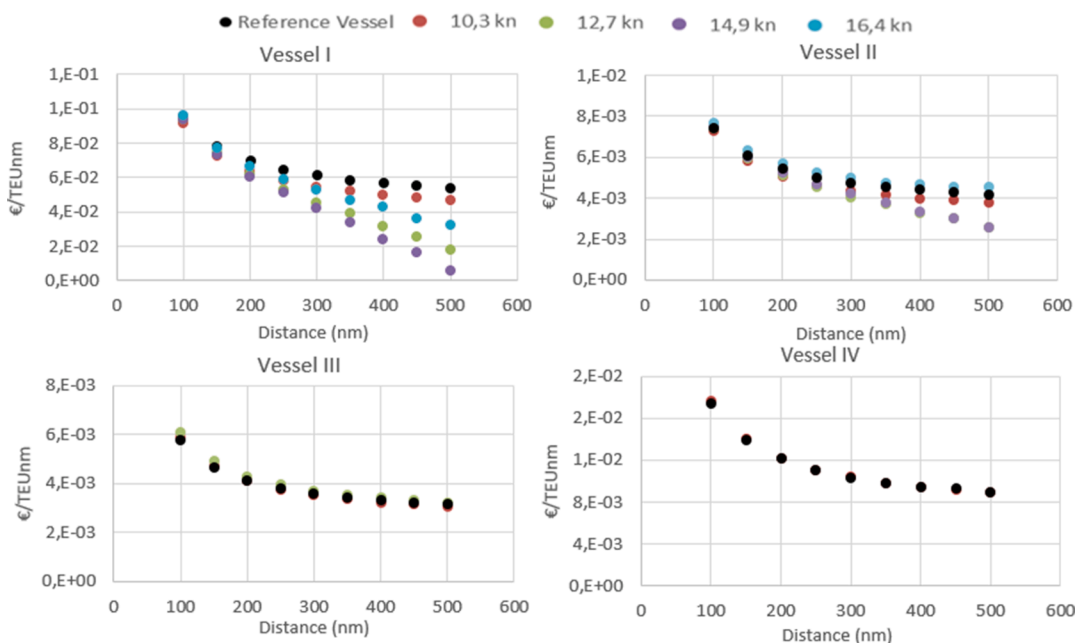 Reference Vessel 10,3 kn 12,7 kn 14,9 kn 16,4 kn
Vessel I
1,E-01
1,E-01
8,E-02
6,E-02
4,E-02
2,E-02
0,E+00
€/TEUnm
0 100 200 300 400 500 600
Distance (nm)
Vessel II
1,E-02
8,E-03
6,E-03
4,E-03
2,E-03
0,E+00
€/TEUnm
0 100 200 300 400 500 600
Distance (nm)
Vessel III
8,E-03
6,E-03
4,E-03
2,E-03
0,E+00
€/TEUnm
0 100 200 300 400 500 600
Distance (nm)
Vessel IV
2,E-02
2,E-02
1,E-02
8,E-03
4,E-03
0,E+00
€/TEUnm
0 100 200 300 400 500 600
Distance (nm)